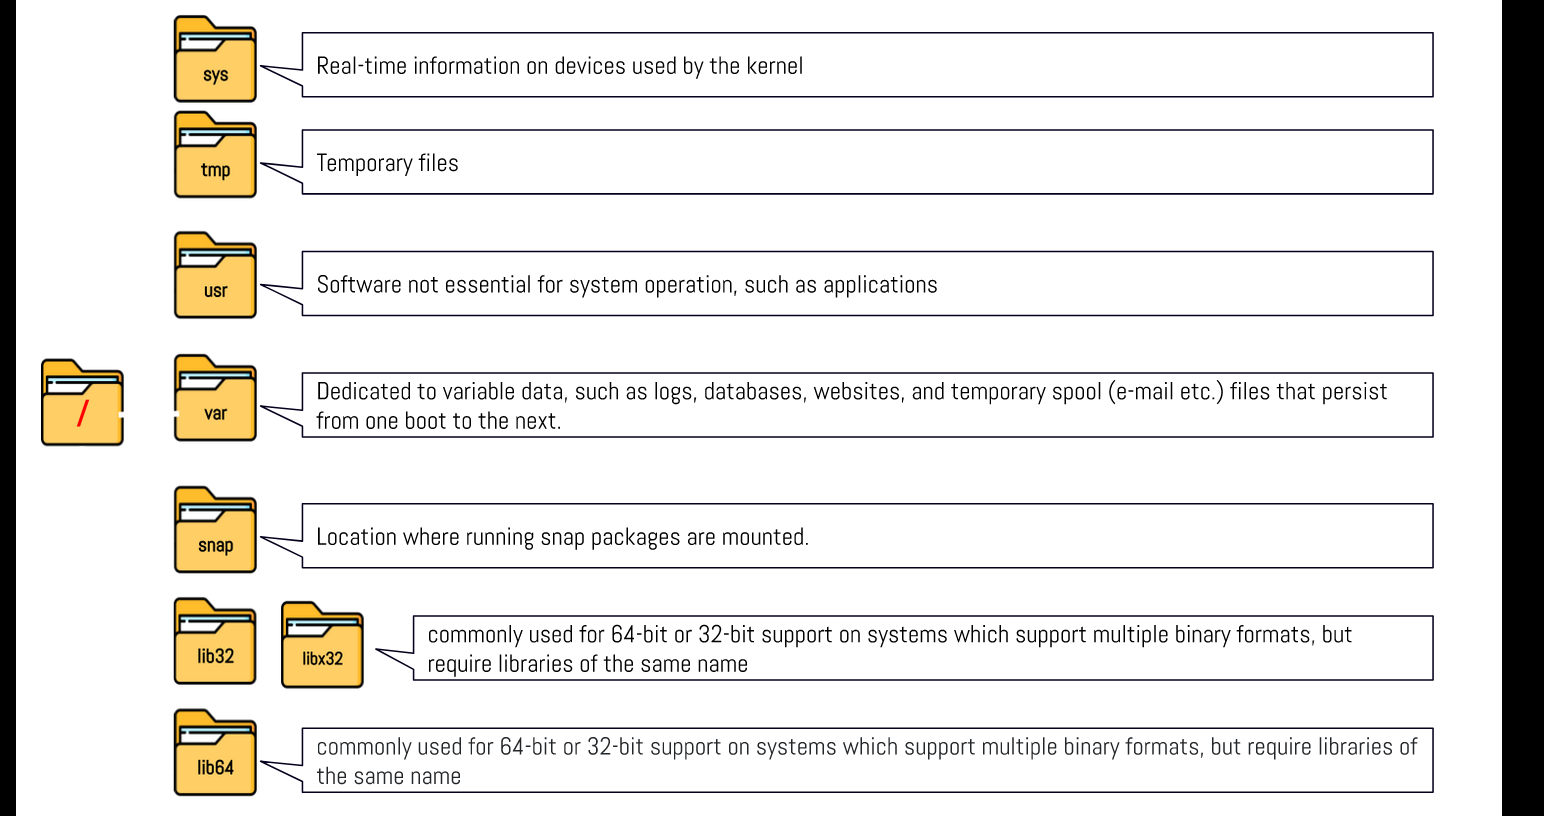 sys
Real-time information on devices used by the kernel
tmp
Temporary files
usr
Software not essential for system operation, such as applications
/
var
Dedicated to variable data, such as logs, databases, websites, and temporary spool (e-mail etc.) files that persist
from one boot to the next.
snap
Location where running snap packages are mounted.
lib32
libx32
commonly used for 64-bit or 32-bit support on systems which support multiple binary formats, but
require libraries of the same name
lib64
commonly used for 64-bit or 32-bit support on systems which support multiple binary formats, but require libraries of
the same name